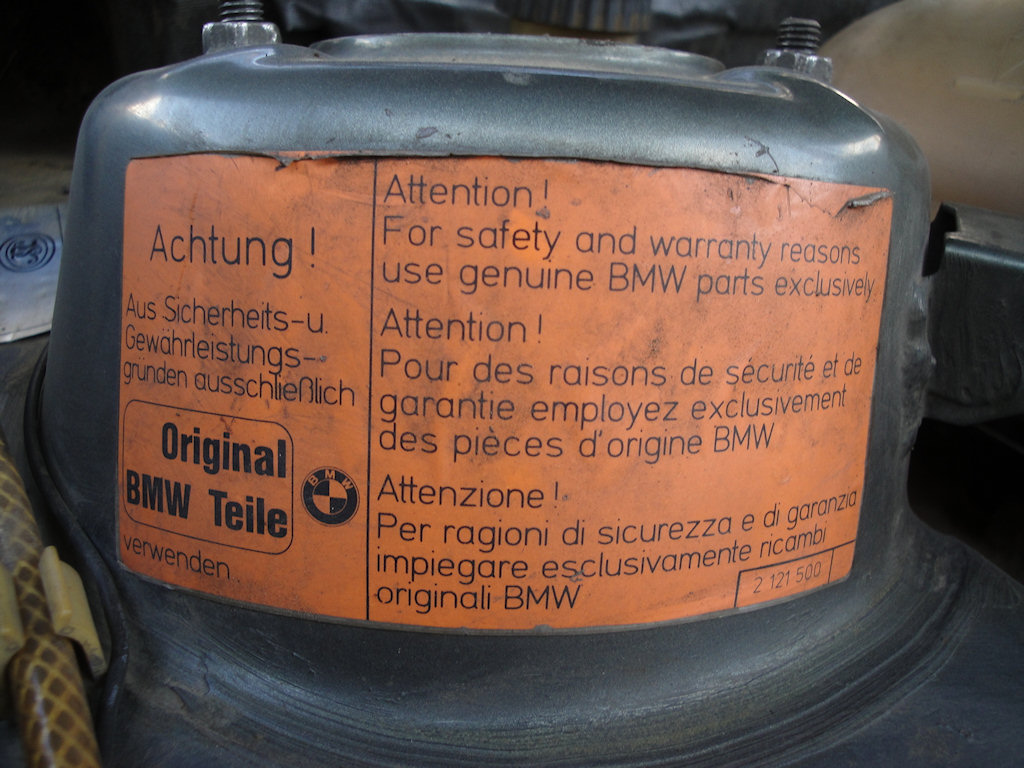 Achtung !
Aus Sicherheits-u.
Gewährleistungs-
gründen ausschließlich
Original
BMW Teile
verwenden.
BMW
Attention !
For safety and warranty reasons
use genuine BMW parts exclusively
Attention !
Pour des raisons de sécurité et de
garantie employez exclusivement
des pièces d'origine BMW
Attenzione !
Per ragioni di sicurezza e di garanzia
impiegare esclusivamente ricambi
originali BMW
2 121 500